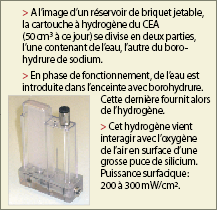 > A l'image d'un réservoir de briquet jetable,
la cartouche à hydrogène du CEA
(50 cm³ à ce jour) se divise en deux parties,
l'une contenant de l'eau, l'autre du boro-
hydrure de sodium.
> En phase de fonctionnement, de l'eau est
introduite dans l'enceinte avec borohydrure.
Cette dernière fournit alors
de l'hydrogène.
> Cet hydrogène vient
interagir avec l'oxygène
de l'air en surface d'une
grosse puce de silicium.
Puissance surfacique :
200 à 300 mW/cm².